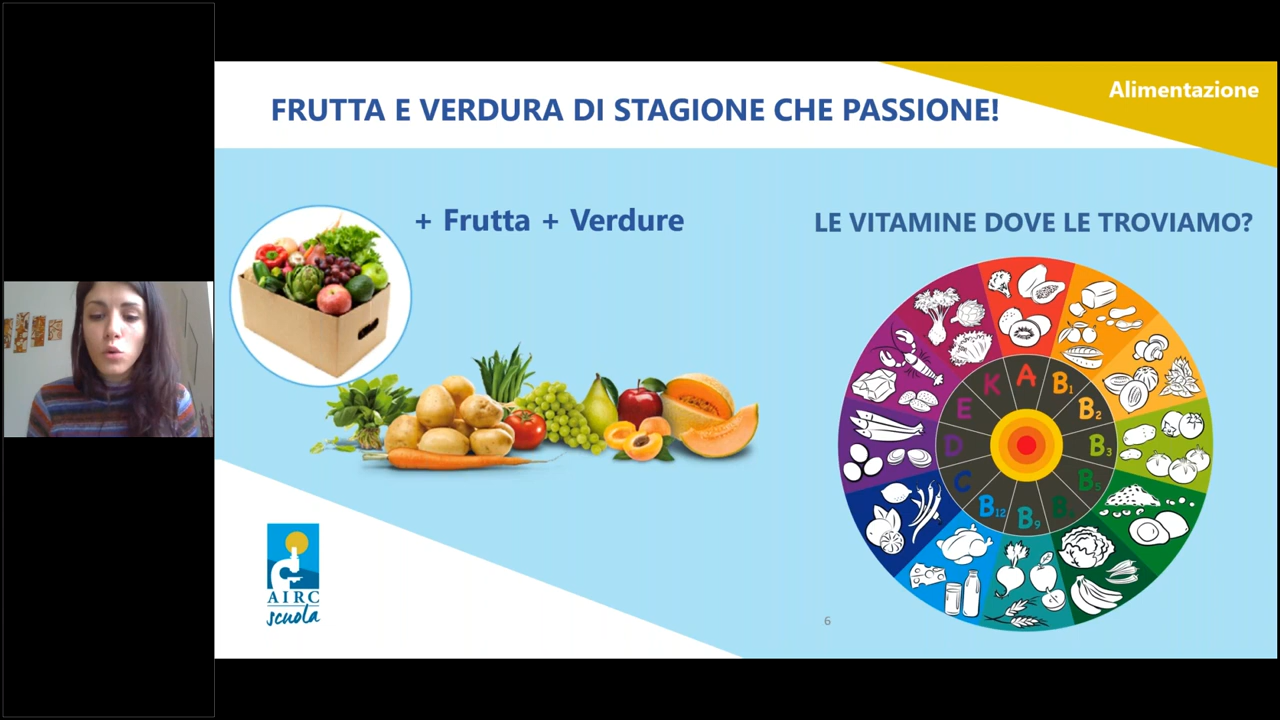 Alimentazione
FRUTTA E VERDURA DI STAGIONE CHE PASSIONE!
+ Frutta + Verdure
LE VITAMINE DOVE LE TROVIAMO?
A
B1
B2
B3
B5
B9
B12
C
D
E
K
AIRC
scuola
6